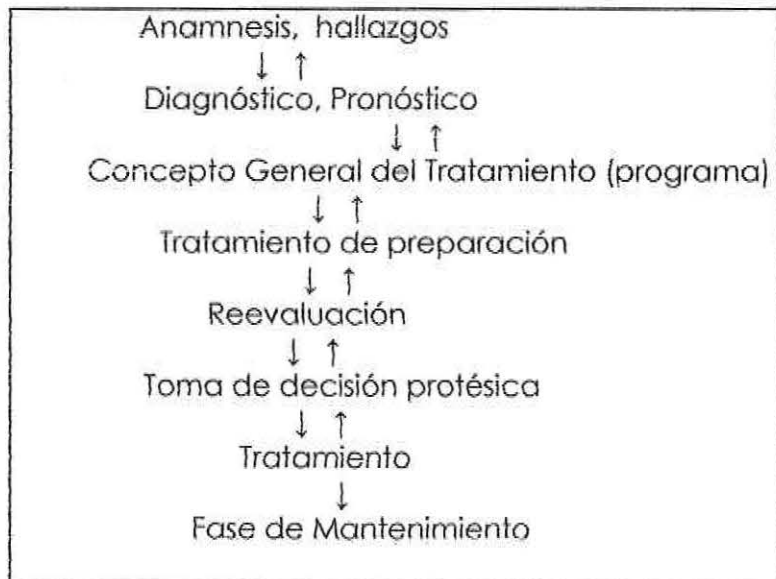 Anamnesis, hallazgos
↓ ↑
Diagnóstico, Pronóstico
↓ ↑
Concepto General del Tratamiento (programa)
↓ ↑
Tratamiento de preparación
↓ ↑
Reevaluación
↓ ↑
Toma de decisión protésica
↓ ↑
Tratamiento
↓
Fase de Mantenimiento